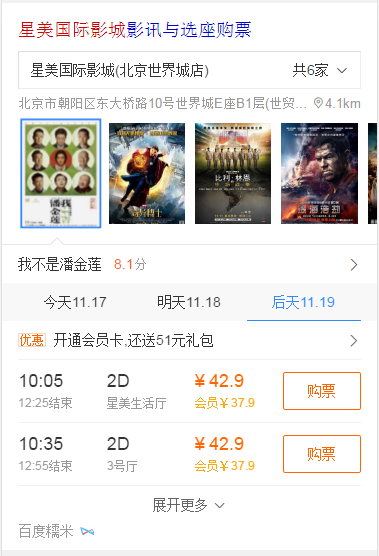 星美国际影城影讯与选座购票
星美国际影城(北京世界城店) 共6家
北京市朝阳区东大桥路10号世界城E座B1层(世贸... 4.1km
我不是潘金莲
奇异博士
比利·林恩
我不是潘金莲 8.1分
今天11.17 明天11.18 后天11.19
优惠 开通会员卡,还送51元礼包
10:05 2D ¥42.9 购票
12:25结束 星美生活厅 会员¥37.9
10:35 2D ¥42.9 购票
12:55结束 3号厅 会员¥37.9
展开更多
百度糯米